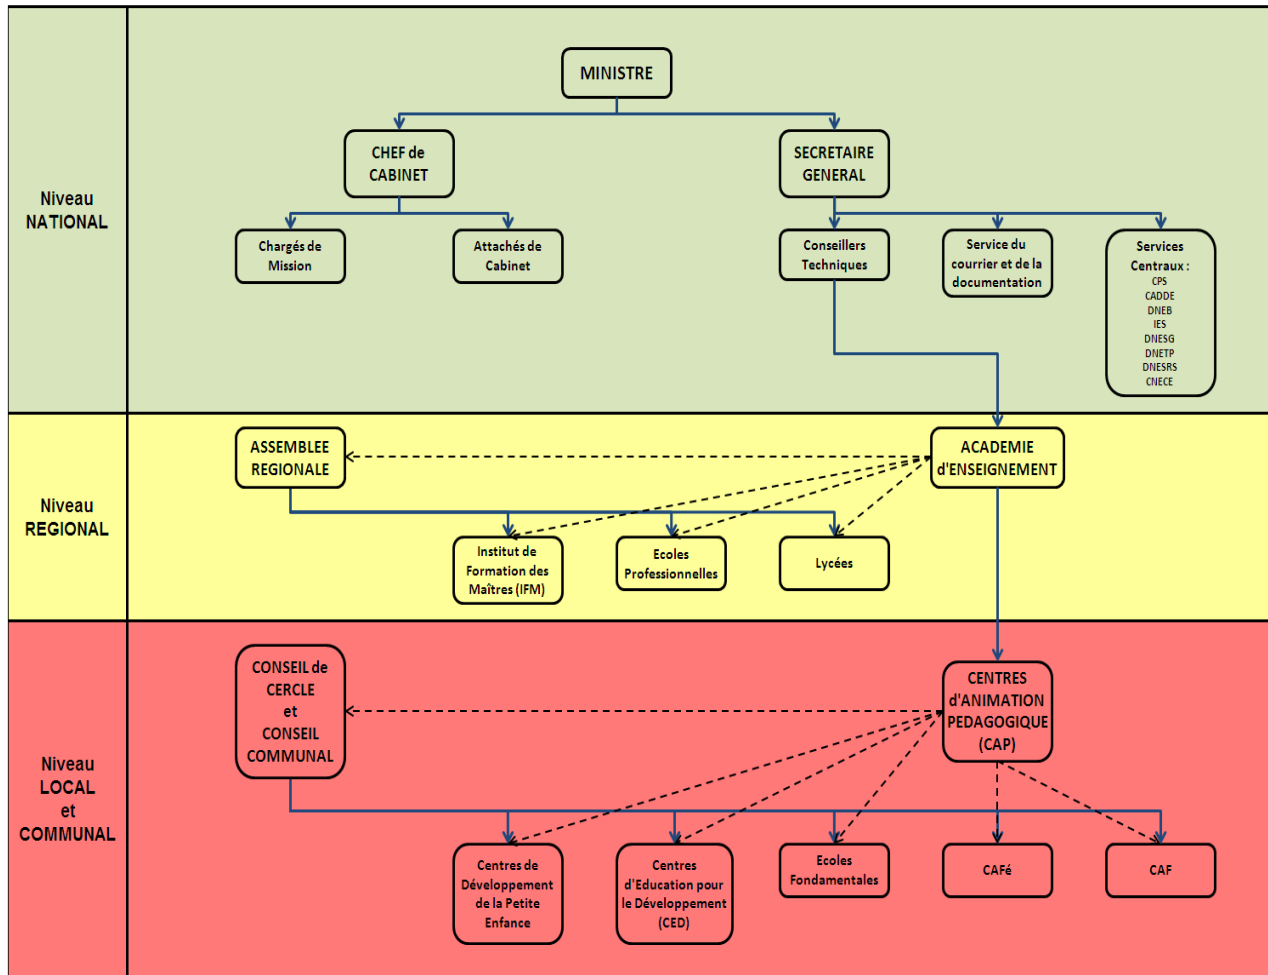 MINISTRE
CHEF de
CABINET
SECRETAIRE
GENERAL
Niveau
NATIONAL
Chargés de
Mission
Attachés de
Cabinet
Conseillers
Techniques
Service du
courrier et de la
documentation
Services
Centraux :
CPS
CADDE
DNEB
IES
DNESG
DNETP
DNESRS
CNECE
Niveau
REGIONAL
ASSEMBLEE
REGIONALE
ACADEMIE
d'ENSEIGNEMENT
Institut de
Formation des
Maîtres (IFM)
Ecoles
Professionnelles
Lycées
Niveau
LOCAL
et
COMMUNAL
CONSEIL de
CERCLE
et
CONSEIL
COMMUNAL
CENTRES
d'ANIMATION
PEDAGOGIQUE
(CAP)
Centres de
Développement
de la Petite
Enfance
Centres
d'Education pour
le Développement
(CED)
Ecoles
Fondamentales
CAFé
CAF